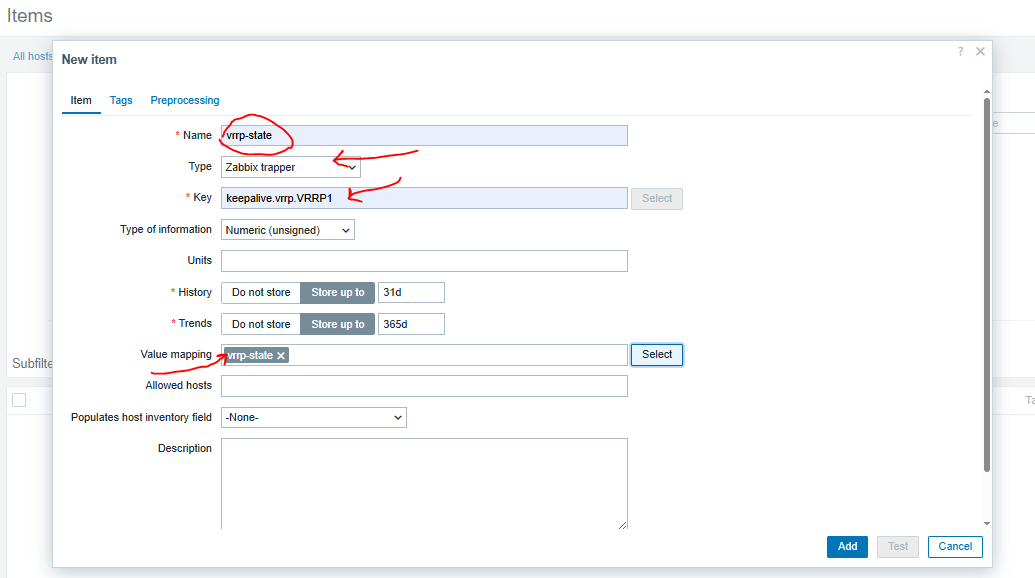 Items
All hosts
New item
? ×
Item Tags Preprocessing
* Name vrrp-state
Type Zabbix trapper
* Key keepalive.vrrp.VRRP1 Select
Type of information Numeric (unsigned)
Units
* History Do not store Store up to 31d
* Trends Do not store Store up to 365d
Value mapping vrrp-state × Select
Allowed hosts
Populates host inventory field -None-
Description
Subfilte
Ta
Add Test Cancel